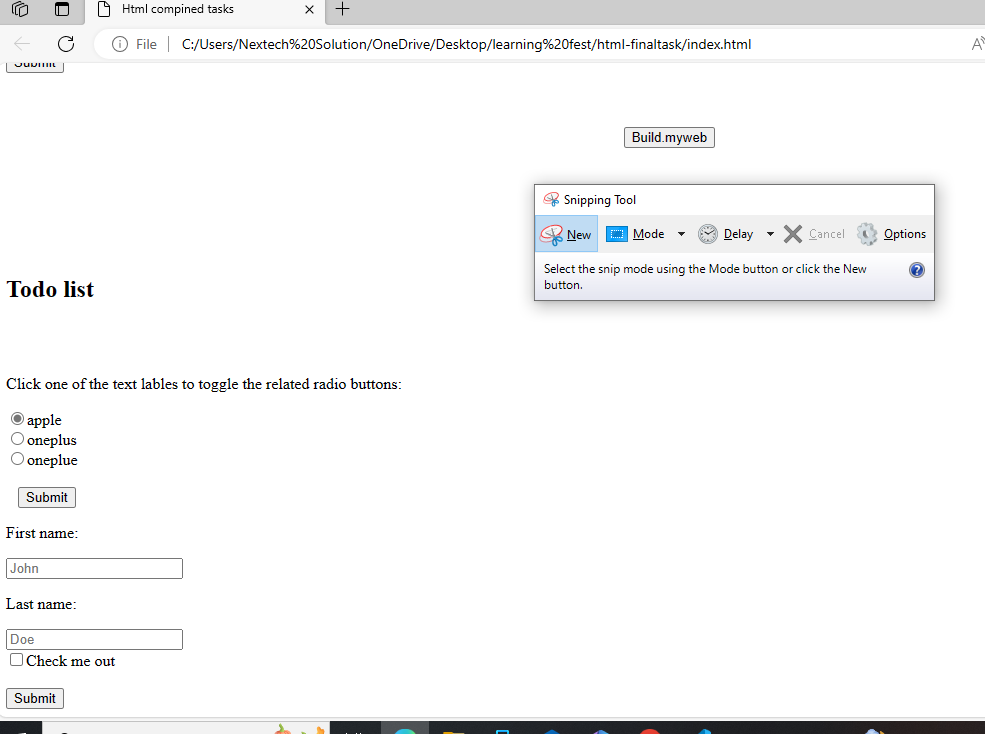 Html compined tasks
File
C:/Users/Nextech%20Solution/OneDrive/Desktop/learning%20fest/html-finaltask/index.html
A
Submit
Build.myweb
Snipping Tool
New Mode Delay Cancel Options
Select the snip mode using the Mode button or click the New
button.
Todo list
Click one of the text lables to toggle the related radio buttons:
apple
oneplus
oneplue
Submit
First name:
John
Last name:
Doe
Check me out
Submit